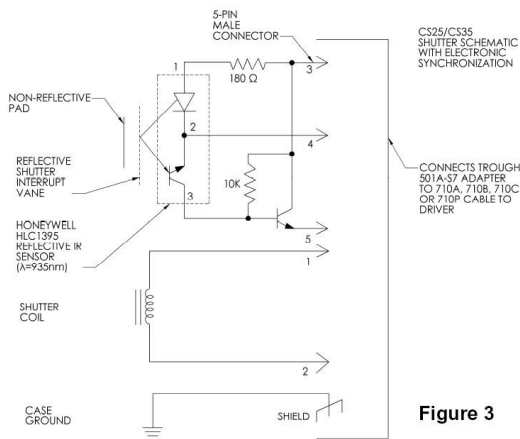 5-PIN
MALE
CONNECTOR
CS25/CS35
SHUTTER SCHEMATIC
WITH ELECTRONIC
SYNCHRONIZATION
1
180 Ω
3
NON-REFLECTIVE
PAD
2
4
REFLECTIVE
SHUTTER
INTERRUPT
VANE
10K
3
CONNECTS TROUGH
501A-S7 ADAPTER
TO 710A, 710B, 710C
OR 710P CABLE TO
DRIVER
5
HONEYWELL
HLC1395
REFLECTIVE IR
SENSOR
(λ=935nm)
1
SHUTTER
COIL
2
CASE
GROUND
SHIELD
Figure 3